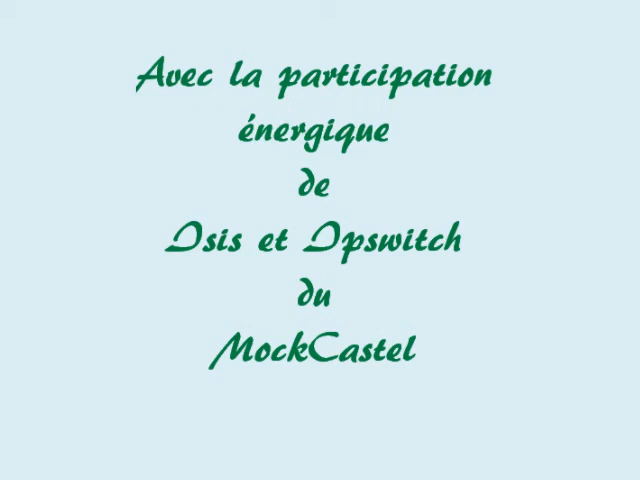 Avec la participation
énergique
de
Isis et Ipswitch
du
MockCastel